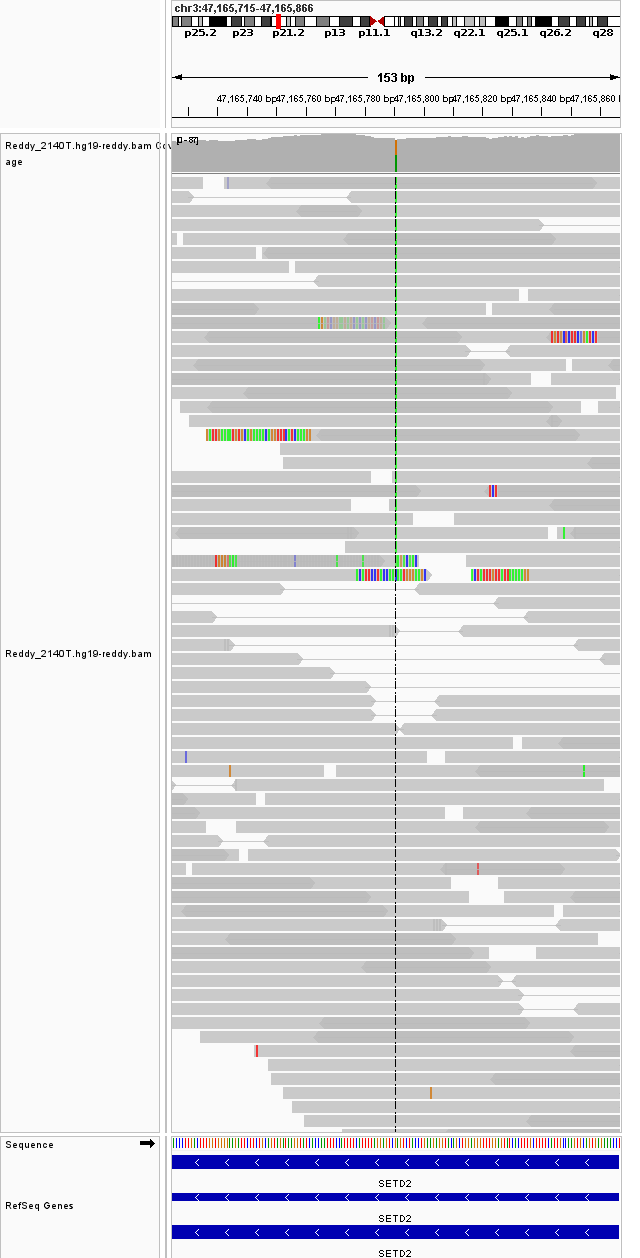 chr3:47,165,715-47,165,866
p25.2 p23 p21.2 p13 p11.1 q13.2 q22.1 q25.1 q26.2 q28
153 bp
47,165,740 bp 47,165,760 bp 47,165,780 bp 47,165,800 bp 47,165,820 bp 47,165,840 bp 47,165,860 b
[0 - 87]
Reddy_2140T.hg19-reddy.bam Cov
age
Reddy_2140T.hg19-reddy.bam
Sequence
SETD2
RefSeq Genes
SETD2
SETD2